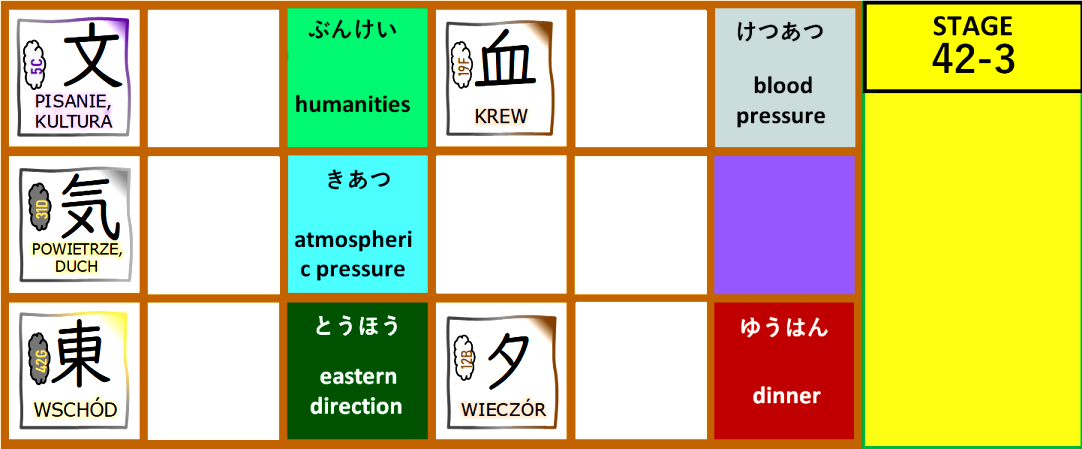 5C
文
PISANIE,
KULTURA
ぶんけい
humanities
19F
血
KREW
けつあつ
blood
pressure
STAGE
42-3
31D
気
POWIETRZE,
DUCH
きあつ
atmospheri
c pressure
42G
東
WSCHÓD
とうほう
eastern
direction
12B
夕
WIECZÓR
ゆうはん
dinner